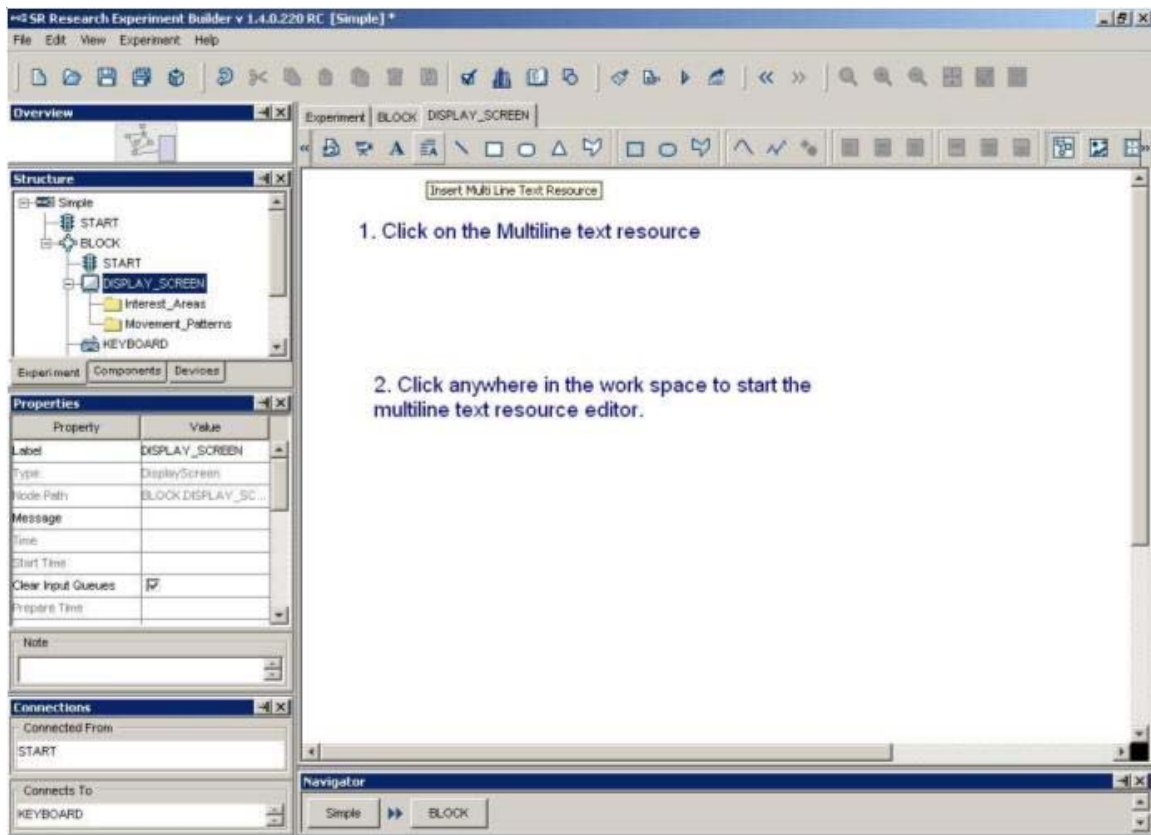 SR Research Experiment Builder v 1.4.0.220 RC [Simple] *
File Edit View Experiment Help
Overview
Experiment BLOCK DISPLAY_SCREEN
A
Insert Multi Line Text Resource
Structure
Simple
START
BLOCK
START
DISPLAY_SCREEN
Interest_Areas
Movement_Patterns
KEYBOARD
Experiment Components Devices
1. Click on the Multiline text resource
2. Click anywhere in the work space to start the
multiline text resource editor.
Properties
Property Value
Label DISPLAY_SCREEN
Type DisplayScreen
Node Path BLOCK.DISPLAY_SC...
Message
Time
Start Time
Clear Input Queues
Prepare Time
Note
Connections
Connected From
START
Connects To
KEYBOARD
Navigator
Simple BLOCK